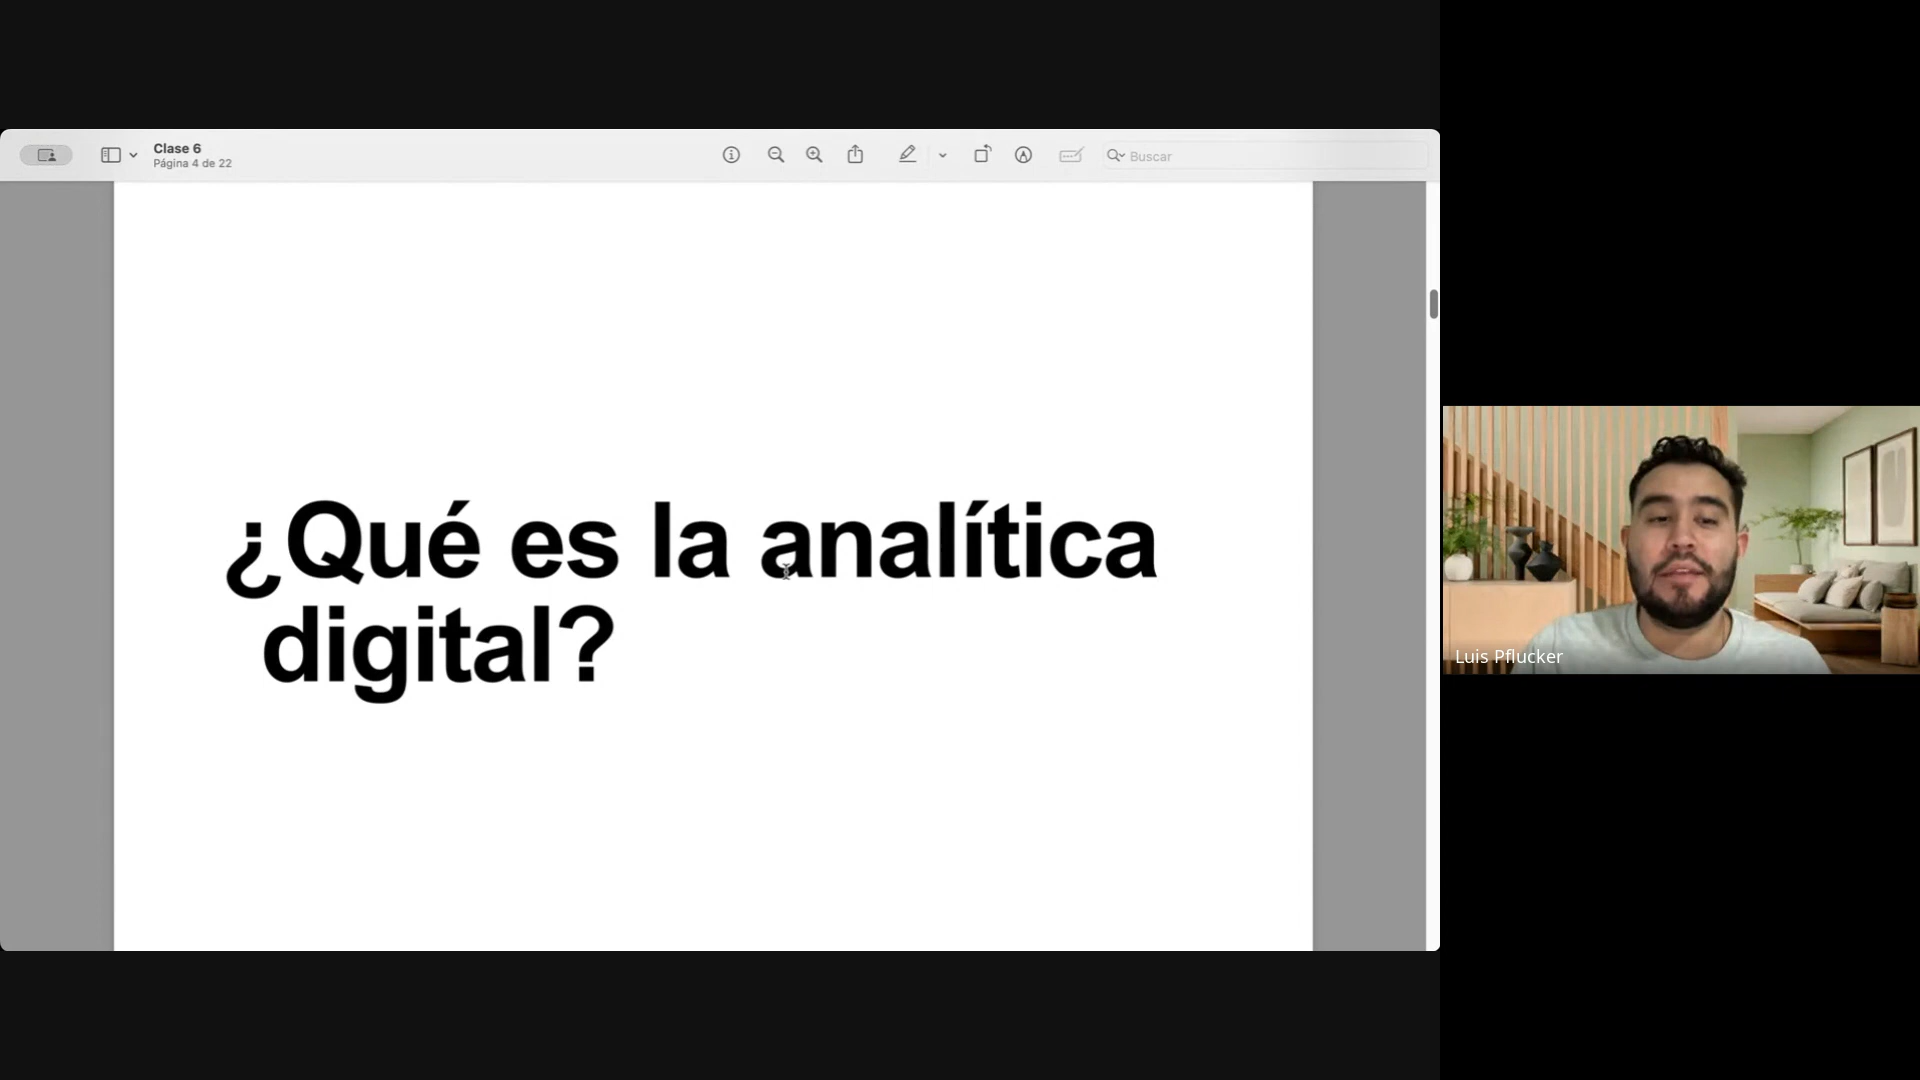 Clase 6
Página 4 de 22
Buscar
¿Qué es la analítica
digital?
Luis Pflucker